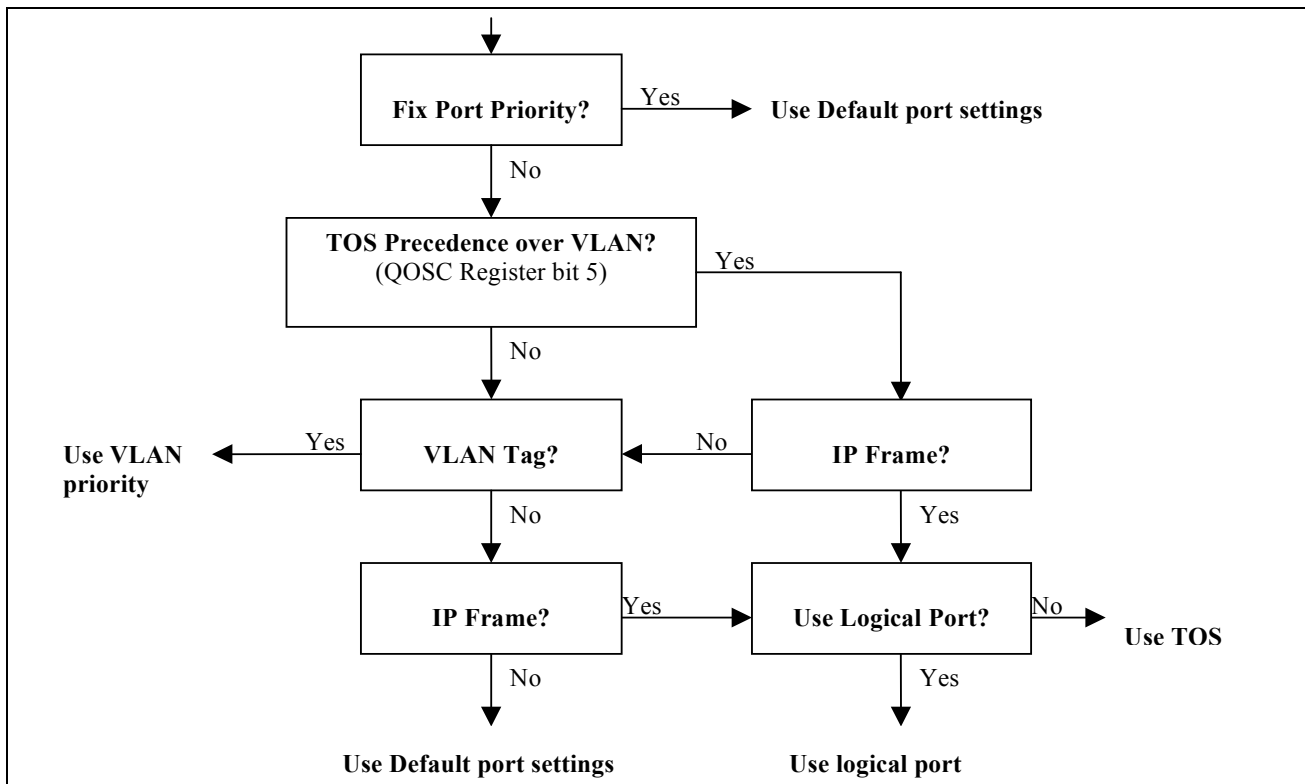 Fix Port Priority?
Yes
Use Default port settings
No
TOS Precedence over VLAN?
(QOSC Register bit 5)
Yes
No
Use VLAN
priority
Yes
VLAN Tag?
No
IP Frame?
No
Yes
IP Frame?
Yes
Use Logical Port?
No
Use TOS
No
Yes
Use Default port settings
Use logical port